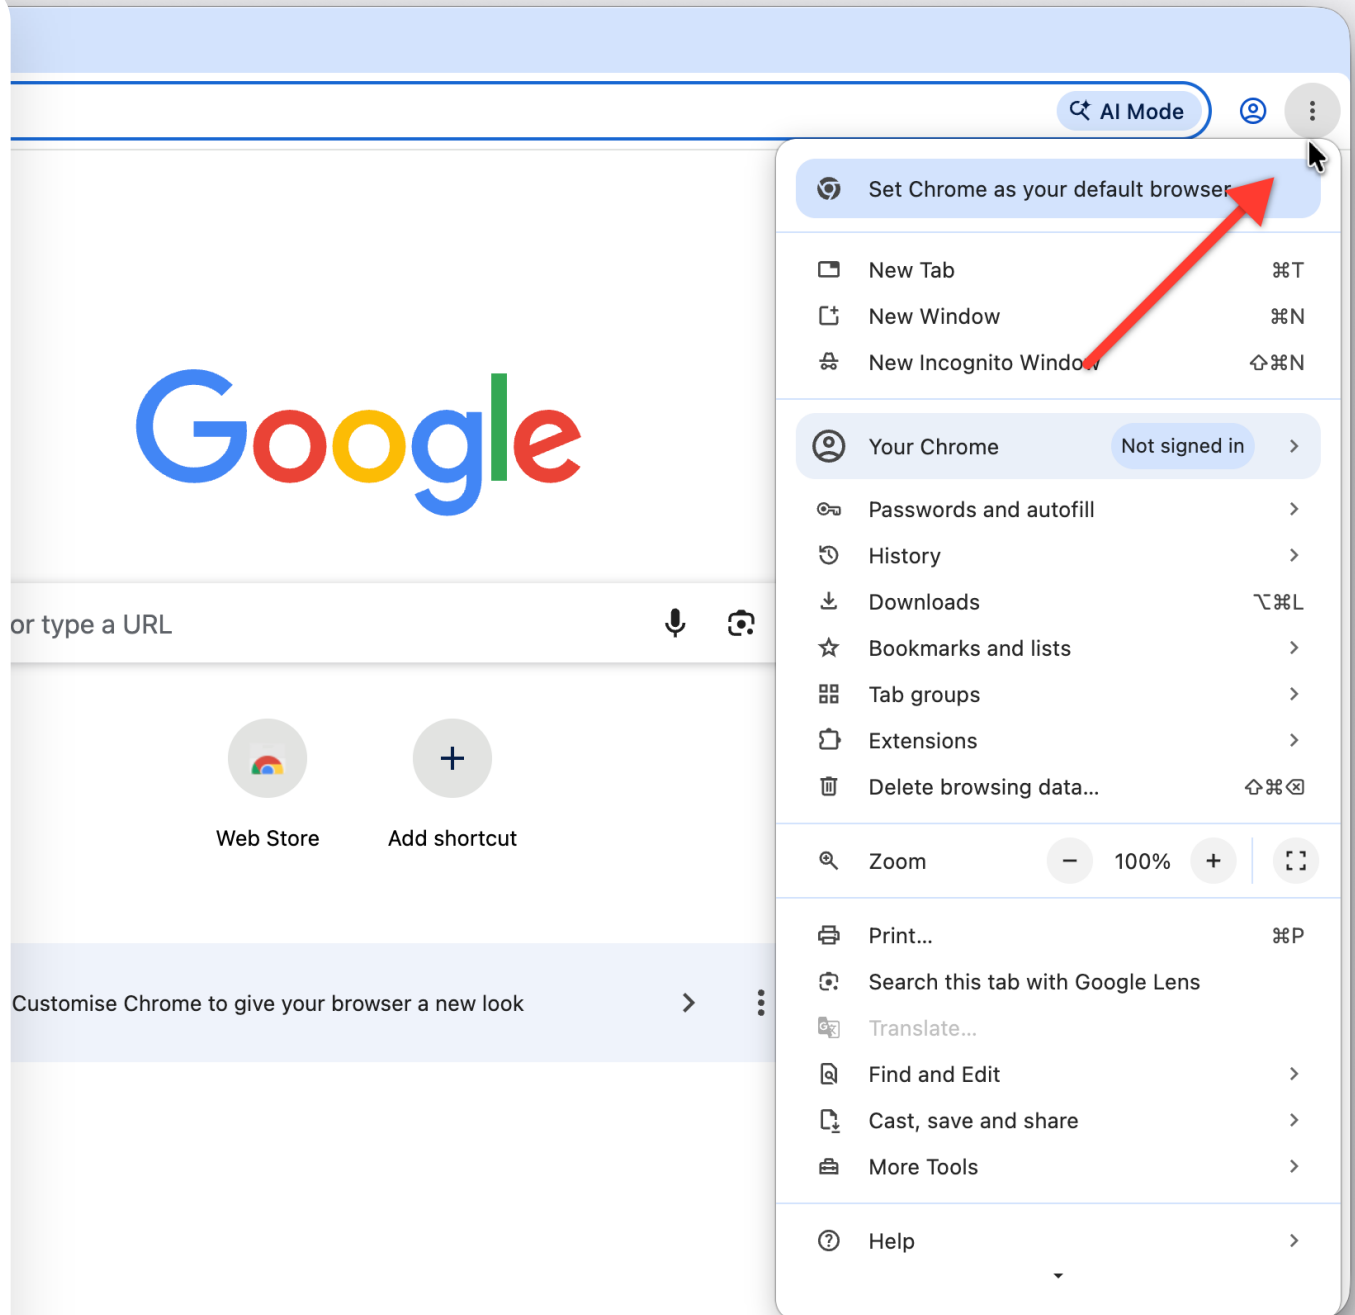 AI Mode
Set Chrome as your default browser
New Tab ⌘T
New Window ⌘N
New Incognito Window ⇧⌘N
Google
Your Chrome Not signed in
Passwords and autofill
History
Downloads ⌥⌘L
or type a URL
Bookmarks and lists
Tab groups
Extensions
Delete browsing data... ⇧⌘⌫
Web Store Add shortcut
Zoom − 100% +
Print... ⌘P
Search this tab with Google Lens
Customise Chrome to give your browser a new look
Translate...
Find and Edit
Cast, save and share
More Tools
Help